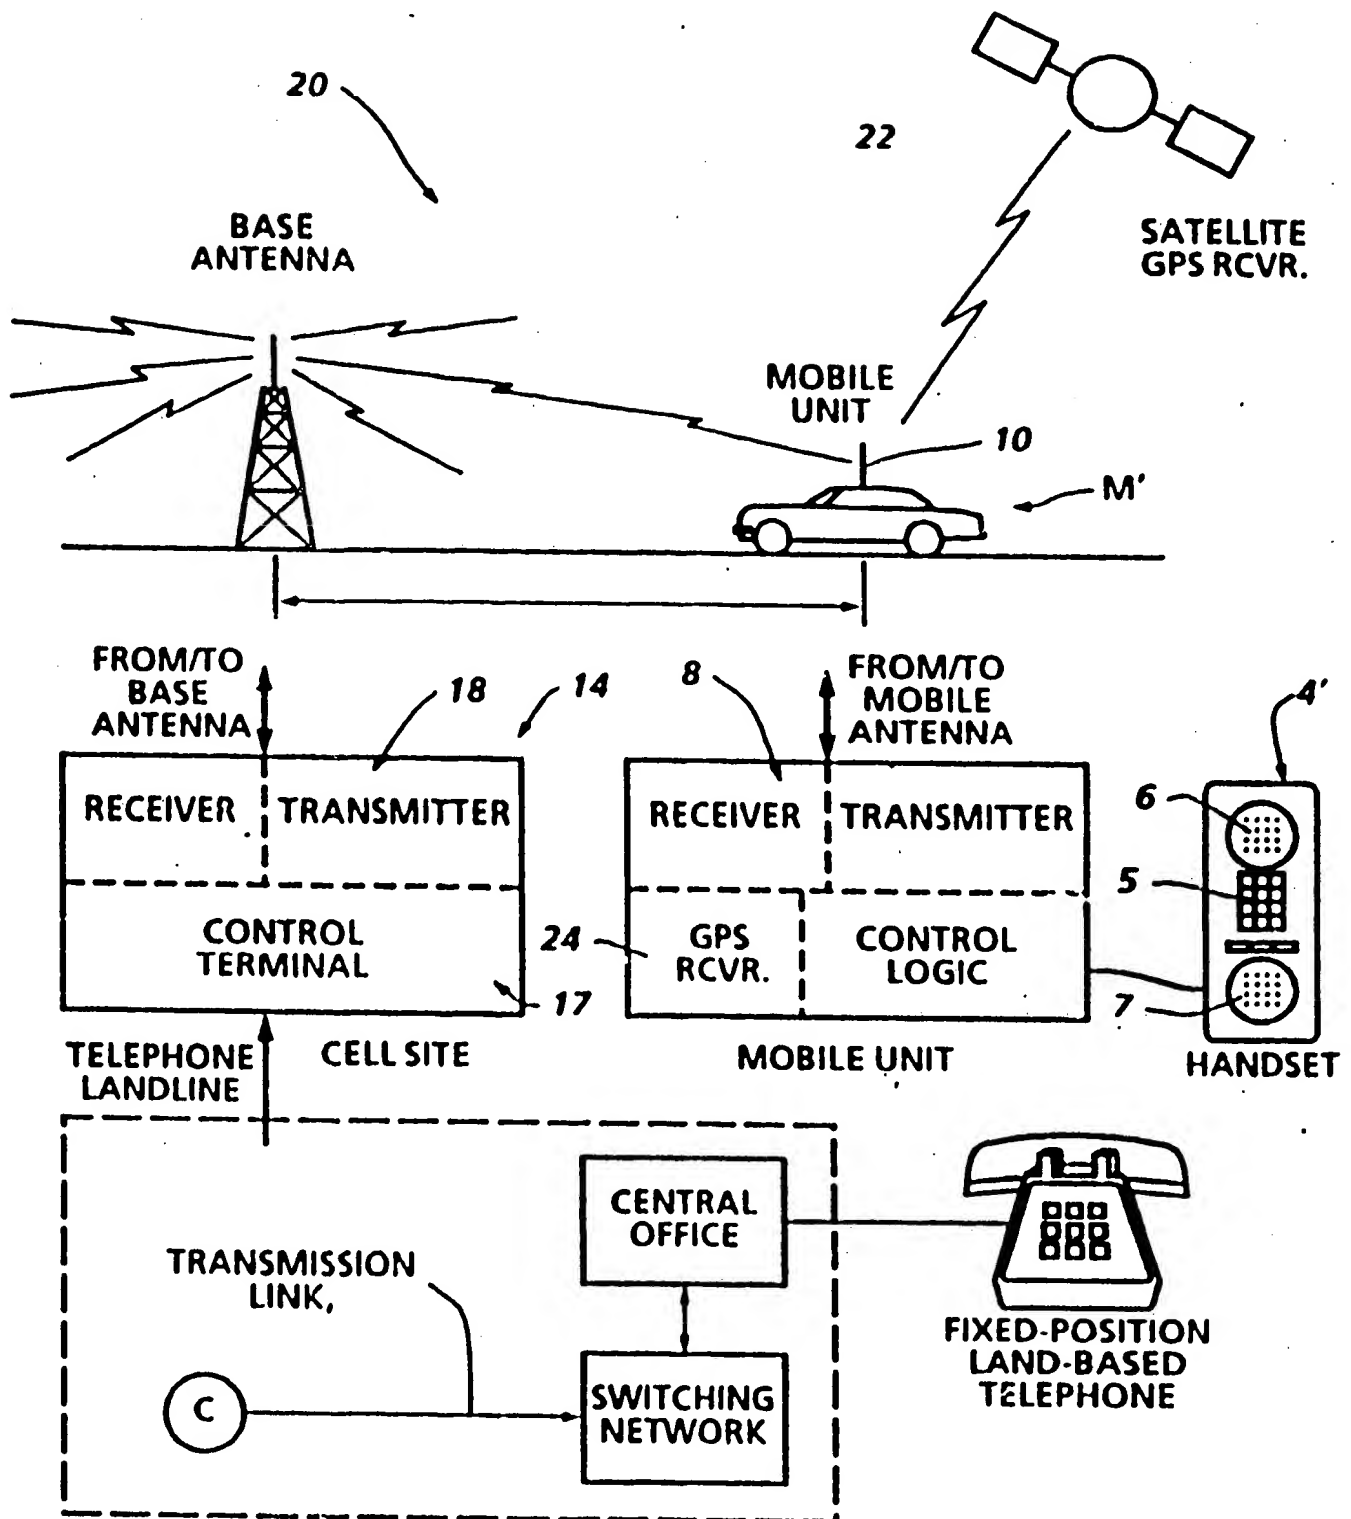 20
22
BASE
ANTENNA
SATELLITE
GPS RCVR.
MOBILE
UNIT
10
M'
FROM/TO
BASE
ANTENNA
18
14
8
FROM/TO
MOBILE
ANTENNA
4'
RECEIVER
TRANSMITTER
CONTROL
TERMINAL
17
RECEIVER
TRANSMITTER
24
GPS
RCVR.
CONTROL
LOGIC
6
5
7
TELEPHONE
LANDLINE
CELL SITE
MOBILE UNIT
HANDSET
CENTRAL
OFFICE
TRANSMISSION
LINK,
C
SWITCHING
NETWORK
FIXED-POSITION
LAND-BASED
TELEPHONE